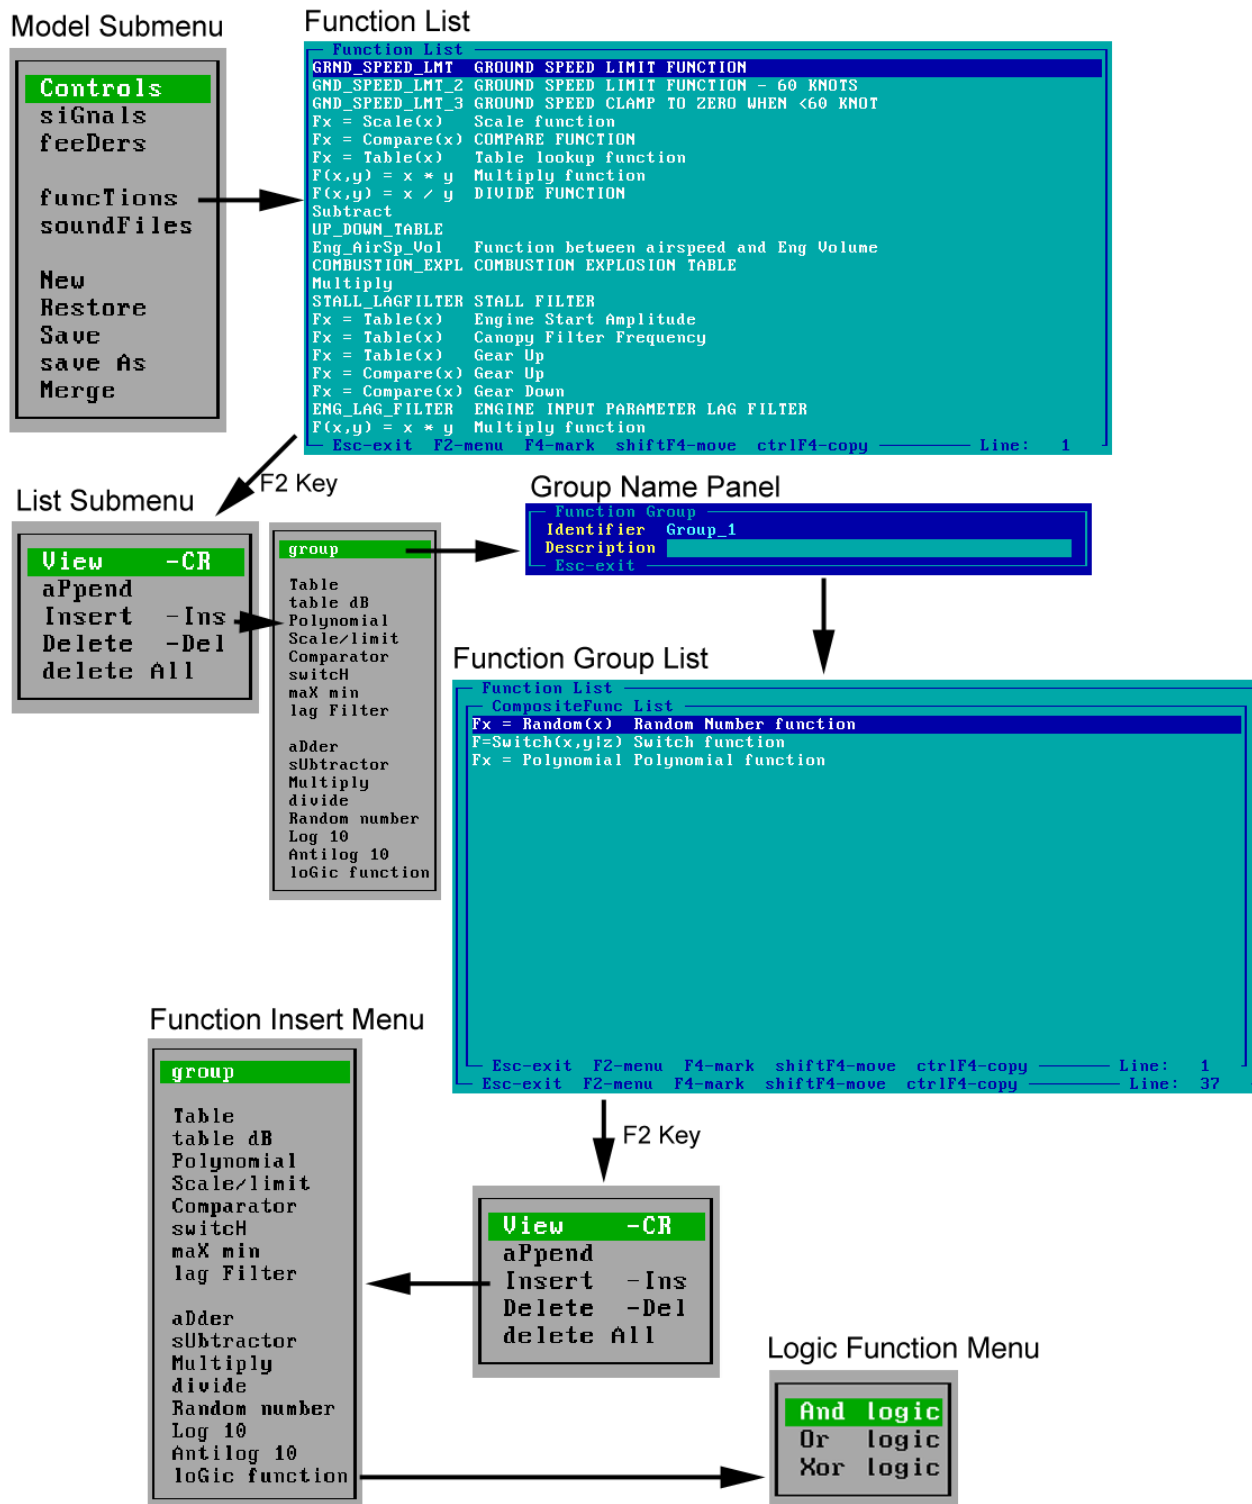 Model Submenu
Controls
siGnals
feeDers
funcTions
soundFiles
New
Restore
Save
save As
Merge
Function List
Function List
GRND_SPEED_LMT GROUND SPEED LIMIT FUNCTION
GND_SPEED_LMT_2 GROUND SPEED LIMIT FUNCTION - 60 KNOTS
GND_SPEED_LMT_3 GROUND SPEED CLAMP TO ZERO WHEN <60 KNOT
Fx = Scale(x) Scale function
Fx = Compare(x) COMPARE FUNCTION
Fx = Table(x) Table lookup function
F(x,y) = x * y Multiply function
F(x,y) = x / y DIVIDE FUNCTION
Subtract
UP_DOWN_TABLE
Eng_AirSp_Vol Function between airspeed and Eng Volume
COMBUSTION_EXPL COMBUSTION EXPLOSION TABLE
Multiply
STALL_LAGFILTER STALL FILTER
Fx = Table(x) Engine Start Amplitude
Fx = Table(x) Canopy Filter Frequency
Fx = Table(x) Gear Up
Fx = Compare(x) Gear Up
Fx = Compare(x) Gear Down
ENG_LAG_FILTER ENGINE INPUT PARAMETER LAG FILTER
F(x,y) = x * y Multiply function
Esc-exit F2-menu F4-mark shiftF4-move ctrlF4-copy Line: 1
F2 Key
List Submenu
View -CR
aPpend
Insert -Ins
Delete -Del
delete All
group
Table
table dB
Polynomial
Scale/limit
Comparator
switcH
maX min
lag Filter
aDder
sUbtractor
Multiply
divide
Random number
Log 10
Antilog 10
loGic function
Group Name Panel
Function Group
Identifier Group_1
Description
Esc-exit
Function Group List
Function List
CompositeFunc List
Fx = Random(x) Random Number function
F=Switch(x,y|z) Switch function
Fx = Polynomial Polynomial function
Esc-exit F2-menu F4-mark shiftF4-move ctrlF4-copy Line: 1
Esc-exit F2-menu F4-mark shiftF4-move ctrlF4-copy Line: 37
F2 Key
View -CR
aPpend
Insert -Ins
Delete -Del
delete All
Function Insert Menu
group
Table
table dB
Polynomial
Scale/limit
Comparator
switcH
maX min
lag Filter
aDder
sUbtractor
Multiply
divide
Random number
Log 10
Antilog 10
loGic function
Logic Function Menu
And logic
Or logic
Xor logic